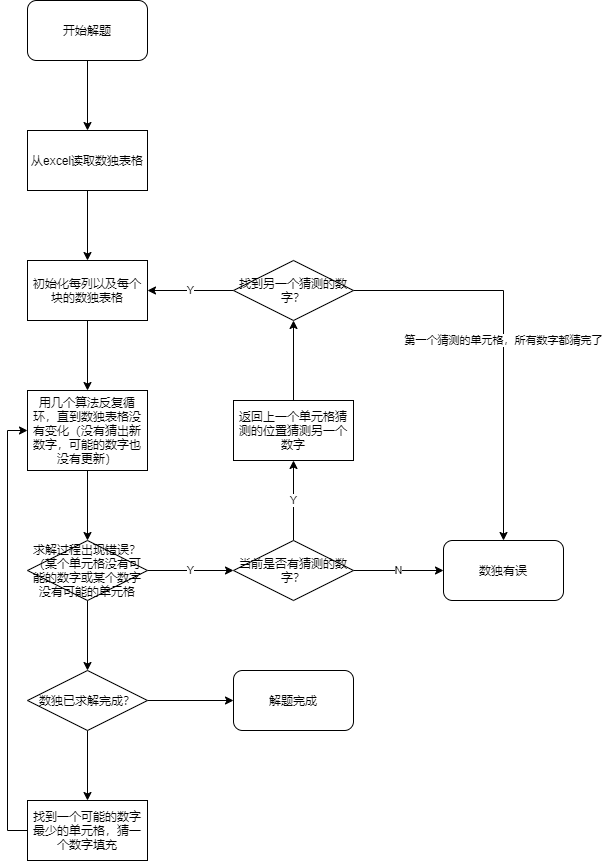 开始解题
从excel读取数独表格
初始化每列以及每个
块的数独表格
Y
找到另一个猜测的数
字？
第一个猜测的单元格，所有数字都猜完了
用几个算法反复循
环，直到数独表格没
有变化（没有猜出新
数字，可能的数字也
没有更新）
返回上一个单元格猜
测的位置猜测另一个
数字
Y
求解过程出现错误？
（某个单元格没有可
能的数字或某个数字
没有可能的单元格
Y
当前是否有猜测的数
字？
N
数独有误
数独已求解完成？
解题完成
找到一个可能的数字
最少的单元格，猜一
个数字填充